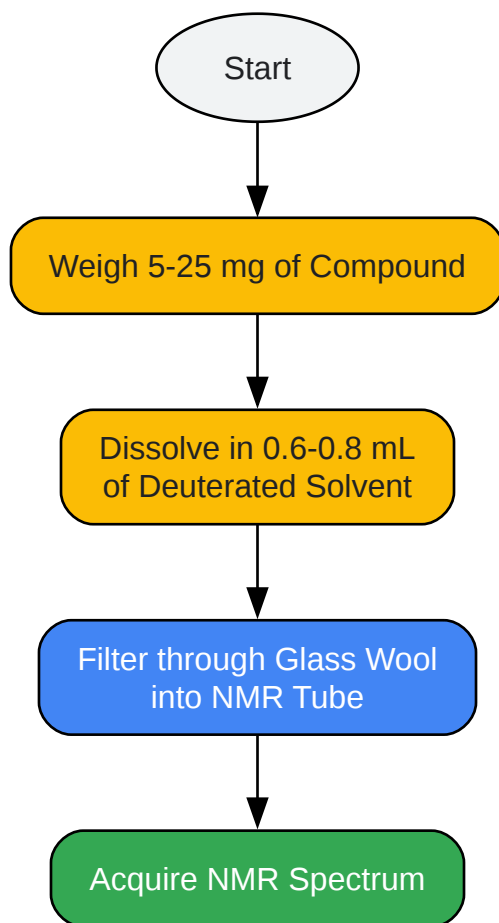 Start
Weigh 5-25 mg of Compound
Dissolve in 0.6-0.8 mL
of Deuterated Solvent
Filter through Glass Wool
into NMR Tube
Acquire NMR Spectrum